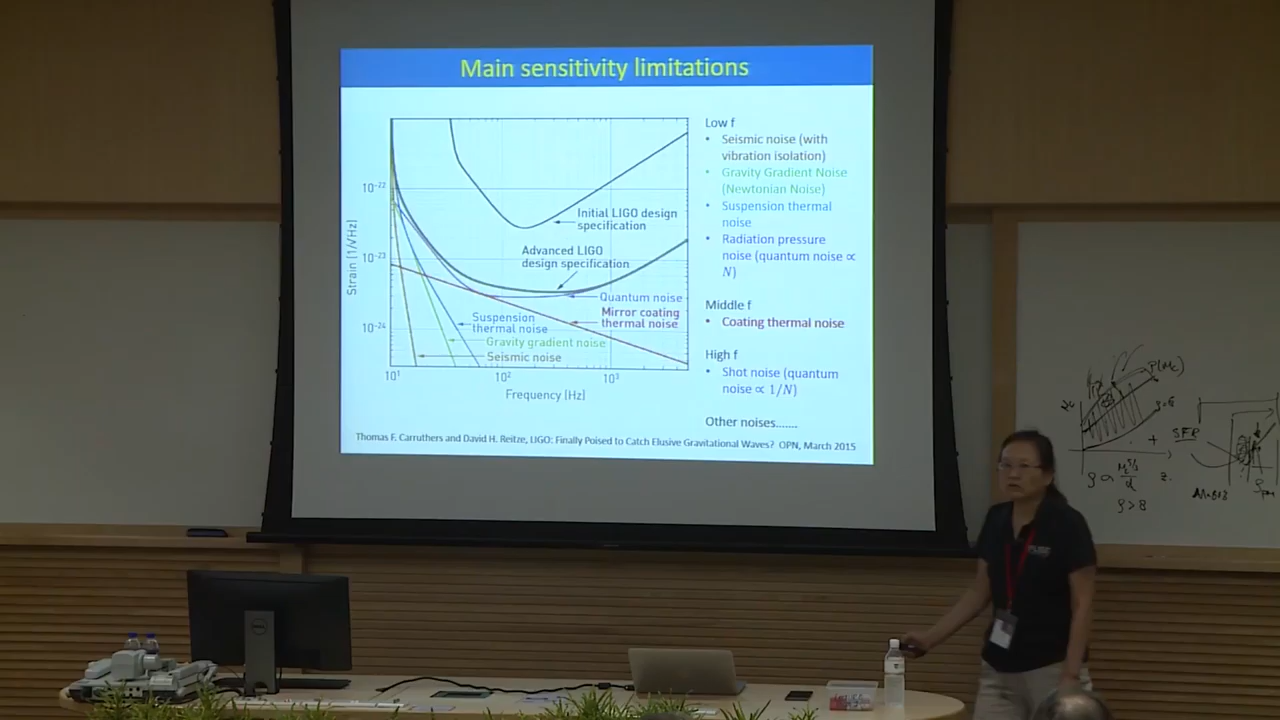 Main sensitivity limitations
10⁻²²
10⁻²³
10⁻²⁴
Strain (1/√Hz)
10¹
10²
10³
Frequency (Hz)
Initial LIGO design
specification
Advanced LIGO
design specification
Quantum noise
Mirror coating
thermal noise
Suspension
thermal noise
Gravity gradient noise
Seismic noise
Low f
• Seismic noise (with
vibration isolation)
• Gravity Gradient Noise
(Newtonian Noise)
• Suspension thermal
noise
• Radiation pressure
noise (quantum noise ∝
N)
Middle f
• Coating thermal noise
High f
• Shot noise (quantum
noise ∝ 1/N)
Other noises.......
Thomas F. Carruthers and David H. Reitze, LIGO: Finally Poised to Catch Elusive Gravitational Waves? OPN, March 2015
SFR
ρ>8
DELL